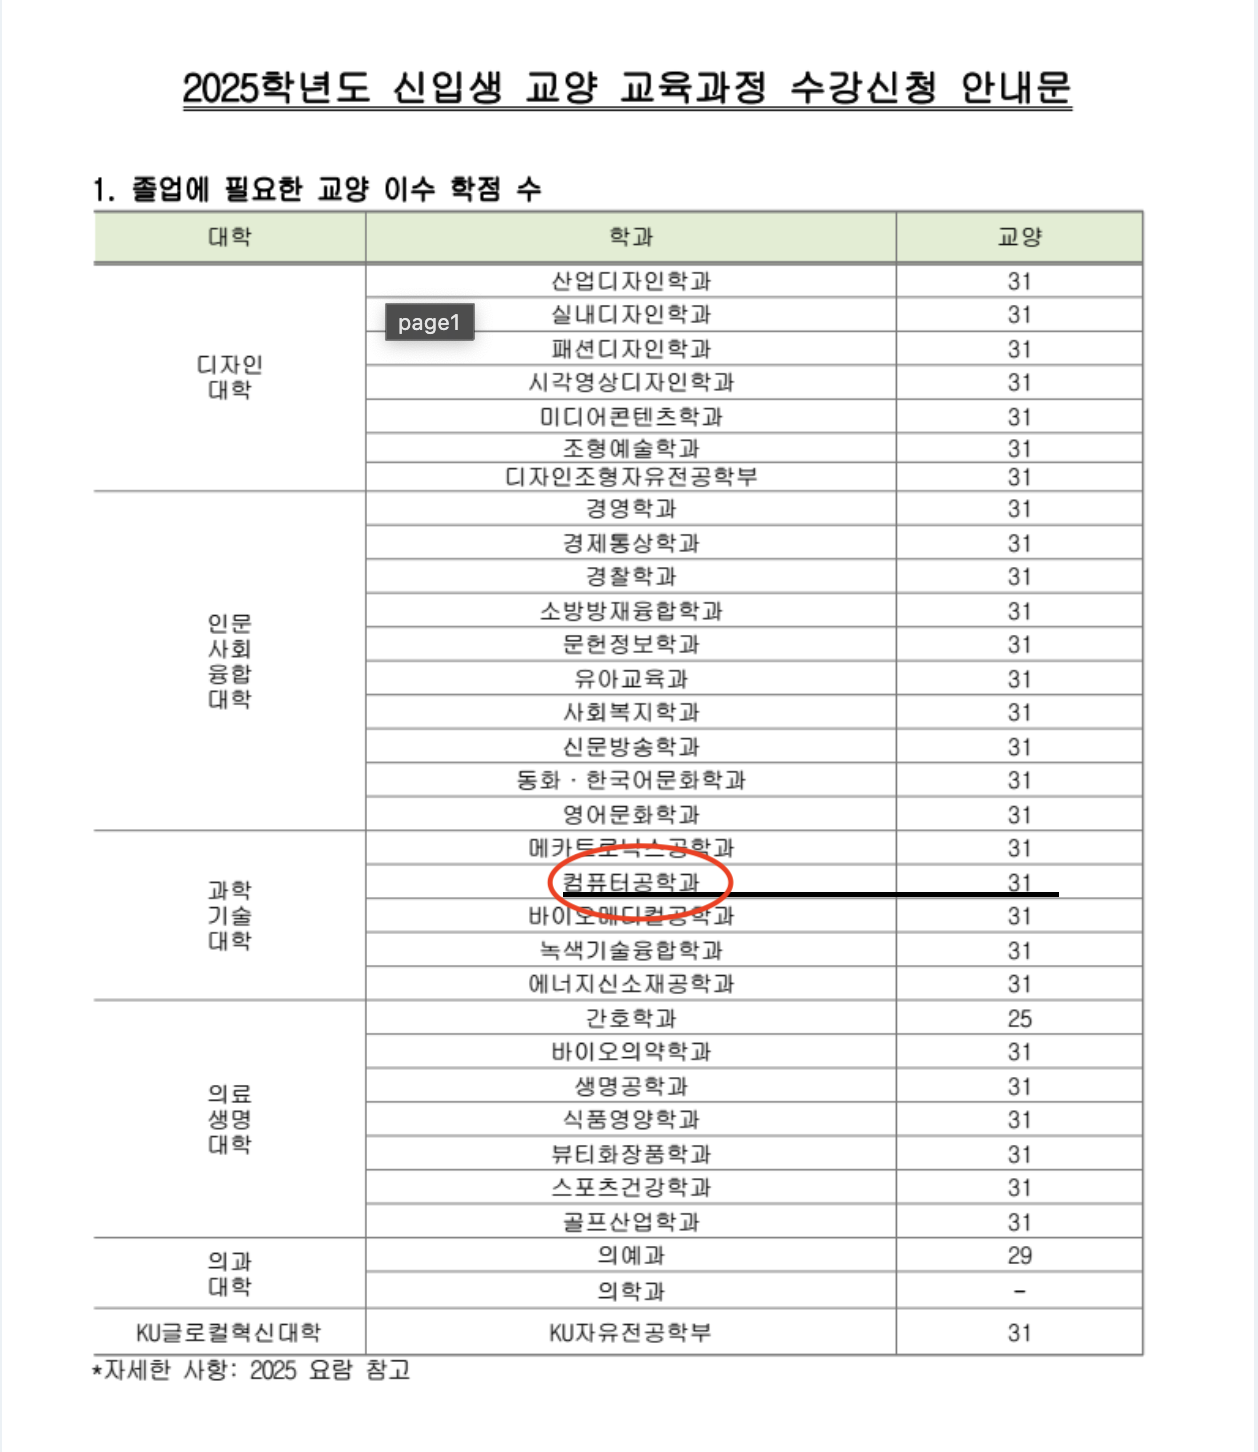 2025학년도 신입생 교양 교육과정 수강신청 안내문
1. 졸업에 필요한 교양 이수 학점 수
대학 학과 교양
디자인
대학
산업디자인학과 31
page1
실내디자인학과 31
패션디자인학과 31
시각영상디자인학과 31
미디어콘텐츠학과 31
조형예술학과 31
디자인조형자유전공학부 31
인문
사회
융합
대학
경영학과 31
경제통상학과 31
경찰학과 31
소방방재융합학과 31
문헌정보학과 31
유아교육과 31
사회복지학과 31
신문방송학과 31
동화·한국어문화학과 31
영어문화학과 31
과학
기술
대학
메카트로닉스공학과 31
컴퓨터공학과 31
바이오메디컬공학과 31
녹색기술융합학과 31
에너지신소재공학과 31
의료
생명
대학
간호학과 25
바이오의약학과 31
생명공학과 31
식품영양학과 31
뷰티화장품학과 31
스포츠건강학과 31
골프산업학과 31
의과
대학
의예과 29
의학과 -
KU글로컬혁신대학 KU자유전공학부 31
*자세한 사항: 2025 요람 참고